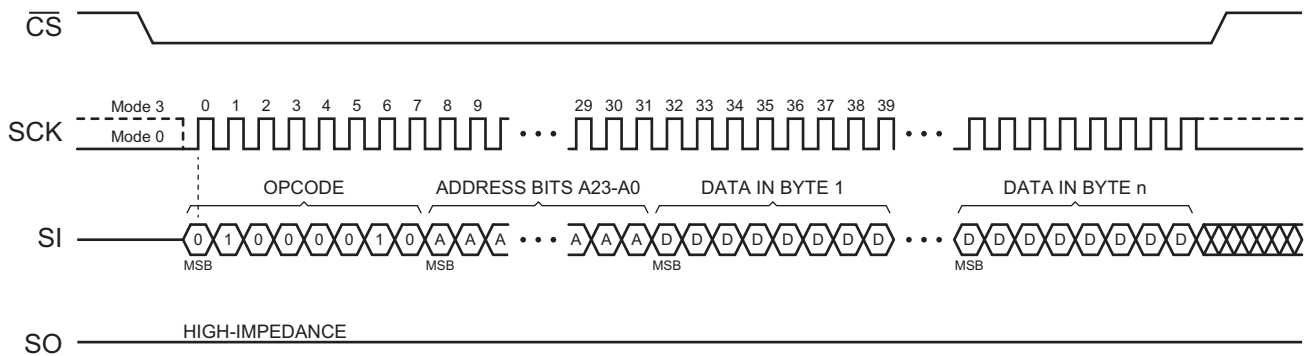 CS
Mode 3 0 1 2 3 4 5 6 7 8 9 29 30 31 32 33 34 35 36 37 38 39
SCK Mode 0
OPCODE ADDRESS BITS A23-A0 DATA IN BYTE 1 DATA IN BYTE n
SI 0 1 0 0 0 0 1 0 A A A A A A D D D D D D D D D D D D D D D D
MSB MSB MSB MSB
HIGH-IMPEDANCE
SO